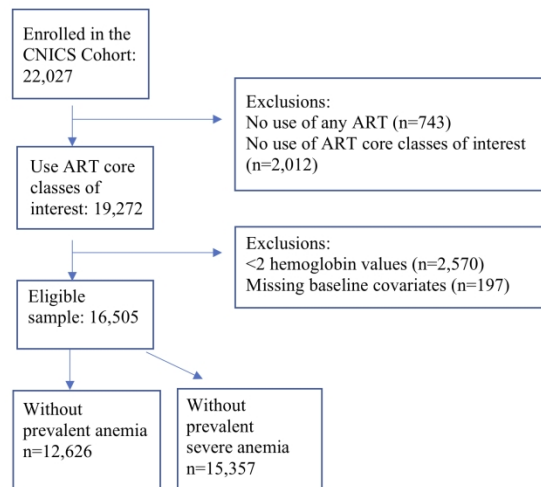 Enrolled in the
CNICS Cohort:
22,027
Exclusions:
No use of any ART (n=743)
No use of ART core classes of interest
(n=2,012)
Use ART core
classes of
interest: 19,272
Exclusions:
<2 hemoglobin values (n=2,570)
Missing baseline covariates (n=197)
Eligible
sample: 16,505
Without
prevalent anemia
n=12,626
Without
prevalent
severe anemia
n=15,357